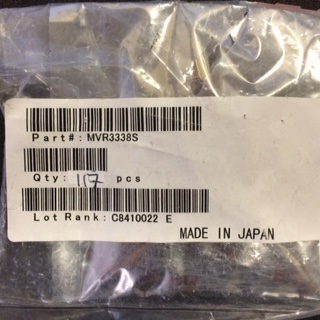 Part#: MVR3338S
Qty: 117 pcs
Lot Rank: C8410022 E
MADE IN JAPAN